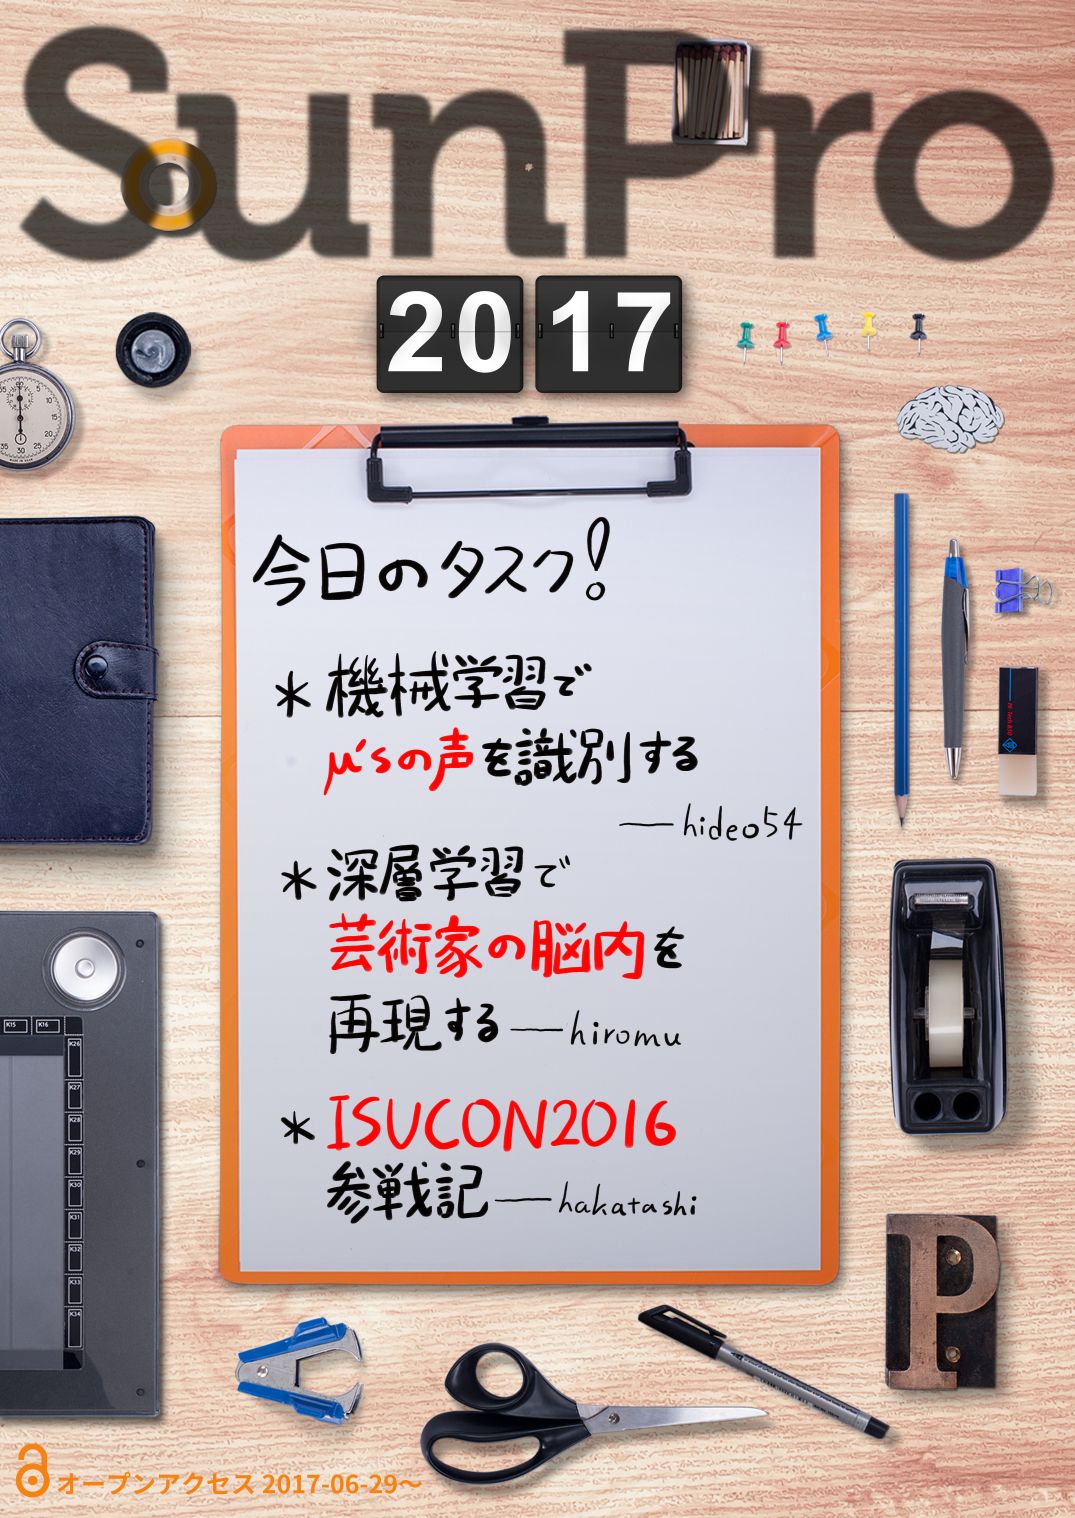 SunPro
2017
今日のタスク!
*機械学習で
μ'sの声を識別する
—hideo54
*深層学習で
芸術家の脳内を
再現する—hiromu
*ISUCON2016
参戦記—hakatashi
K15 K16
K26
K27
K28
K29
K30
K31
K32
K33
K34
P
オープンアクセス 2017-06-29～